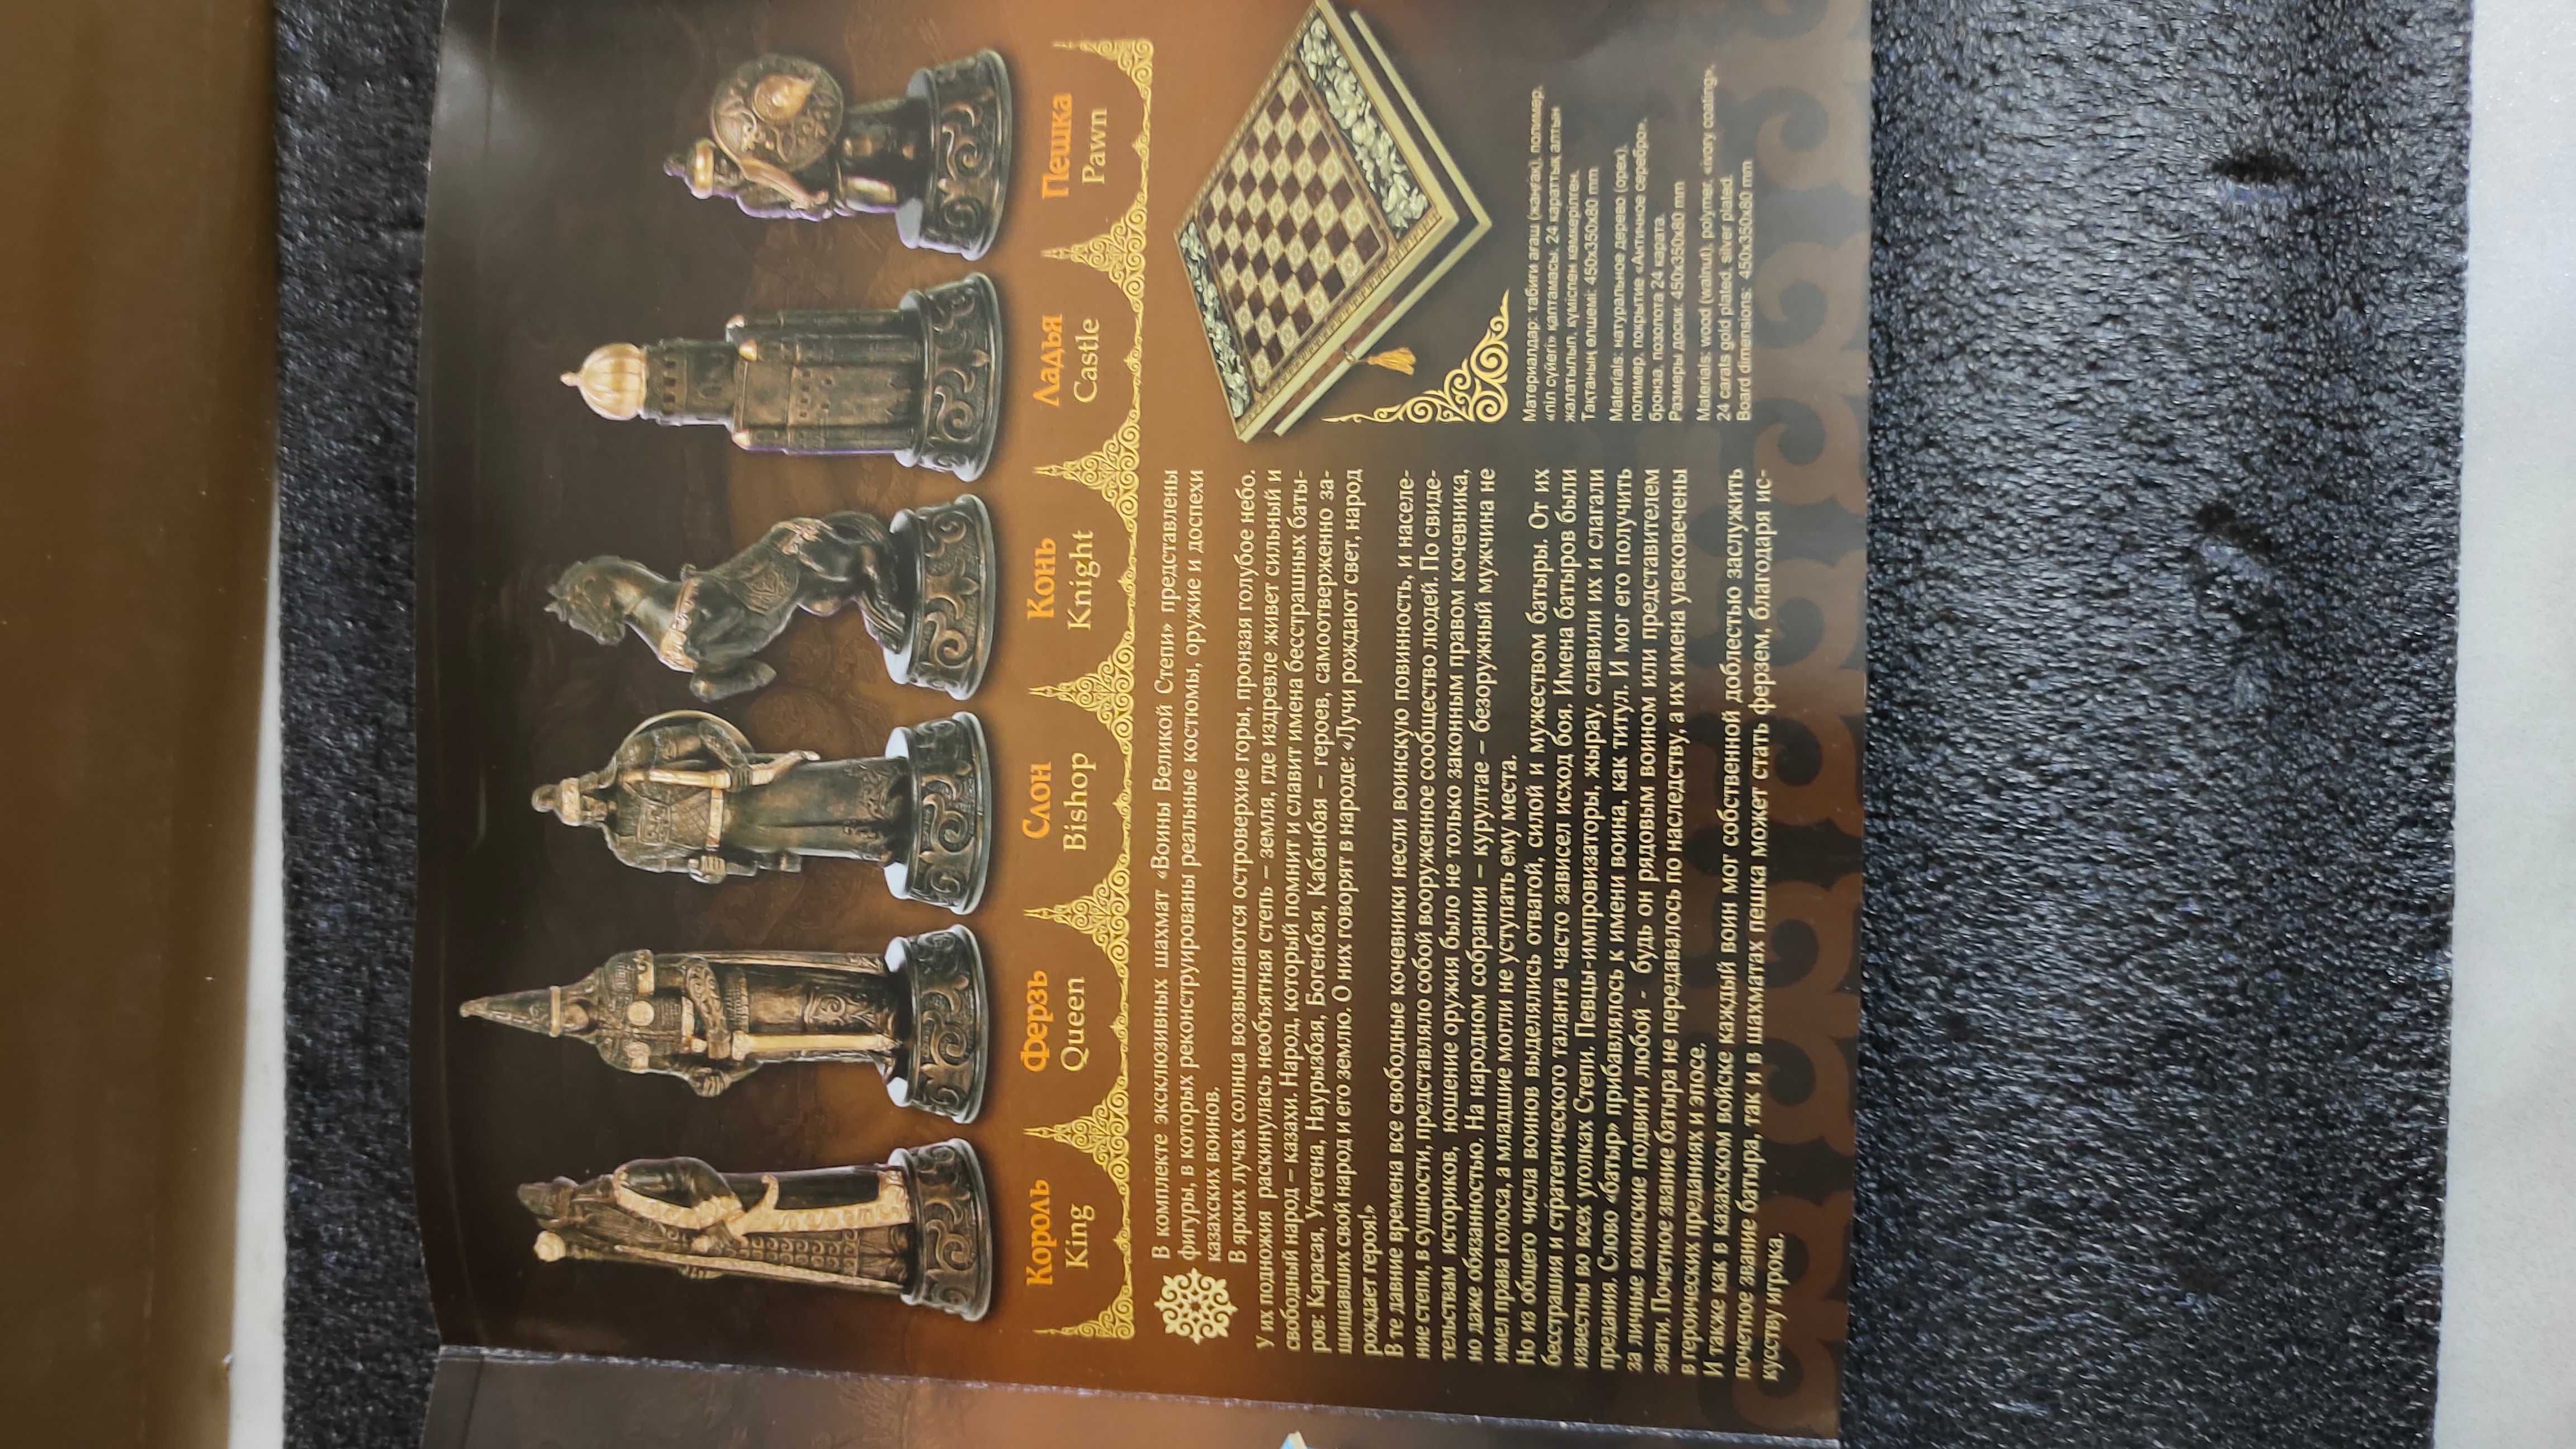 Король
King
Ферзь
Queen
Слон
Bishop
Конь
Knight
Ладья
Castle
Пешка
Pawn
В комплекте эксклюзивных шахмат «Воины Великой Степи» представлены
фигуры, в которых реконструированы реальные костюмы, оружие и доспехи
казахских воинов.
В ярких лучах солнца возвышаются островерхие горы, пронзая голубое небо.
У их подножия раскинулась необъятная степь – земля, где издревле живет сильный и
свободный народ – казахи. Народ, который помнит и славит имена бесстрашных баты-
ров: Карасая, Утегена, Наурызбая, Богенбая, Кабанбая – героев, самоотверженно за-
щищавших свой народ и его землю. О них говорят в народе: «Лучи рождают свет, народ
рождает героя!»
В те давние времена все свободные кочевники несли воинскую повинность, и населе-
ние степи, в сущности, представляло собой вооруженное сообщество людей. По свиде-
тельствам историков, ношение оружия было не только законным правом кочевника,
но даже обязанностью. На народном собрании – курултае – безоружный мужчина не
имел права голоса, а младшие могли не уступать ему места.
Но из общего числа воинов выделялись отвагой, силой и мужеством батыры. От их
бесстрашия и стратегического таланта часто зависел исход боя. Имена батыров были
известны во всех уголках Степи. Певцы-импровизаторы, жырау, славили их и слагали
предания. Слово «батыр» прибавлялось к имени воина, как титул. И мог его получить
за личные воинские подвиги любой - будь он рядовым воином или представителем
знати. Почетное звание батыра не передавалось по наследству, а их имена увековечены
в героических преданиях и эпосе.
И также как в казахском войске каждый воин мог собственной доблестью заслужить
почетное звание батыра, так и в шахматах пешка может стать ферзем, благодаря ис-
кусству игрока.
Материалдар: табиғи ағаш (жаңғақ), полимер,
«піл сүйегі» қаптамасы, 24 караттық алтын
жалатылып, күміспен көмкерілген.
Тақтаның өлшемі: 450x350x80 mm
Materials: натуральное дерево (орех),
полимер, покрытие «Античное серебро»,
бронза, позолота 24 карата.
Размеры доски: 450x350x80 mm
Materials: wood (walnut), polymer, «ivory coating»,
24 carats gold plated, silver plated.
Board dimensions: 450x350x80 mm